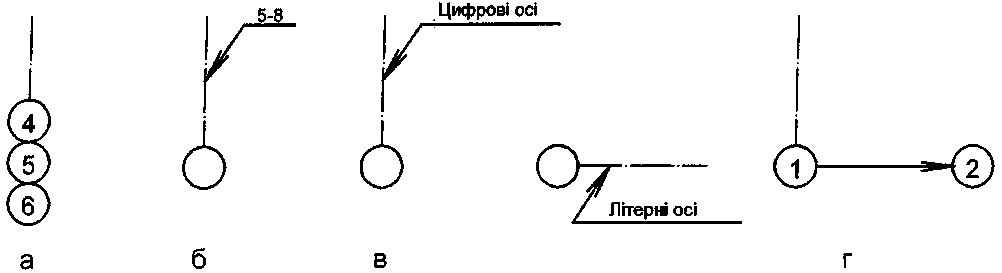 5-8
Цифрові осі
4
5
6
1
2
Літерні осі
а
б
в
г